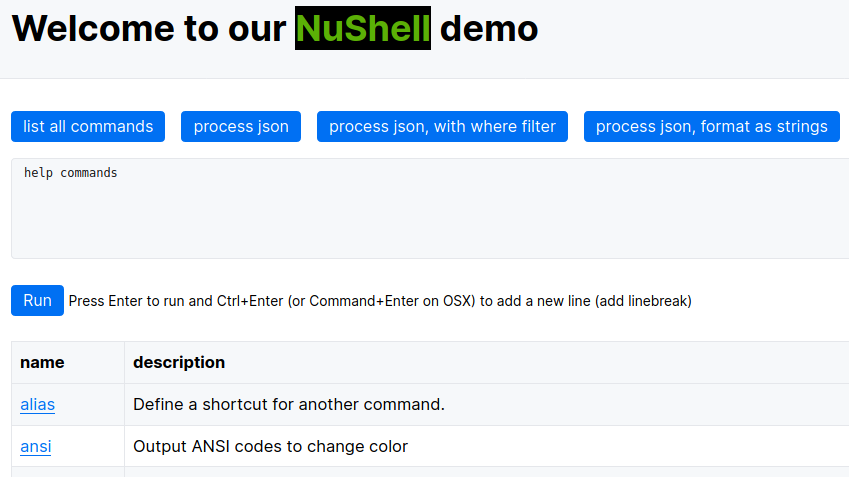 Welcome to our NuShell demo
list all commands process json process json, with where filter process json, format as strings
help commands
Run Press Enter to run and Ctrl+Enter (or Command+Enter on OSX) to add a new line (add linebreak)
name description
alias Define a shortcut for another command.
ansi Output ANSI codes to change color